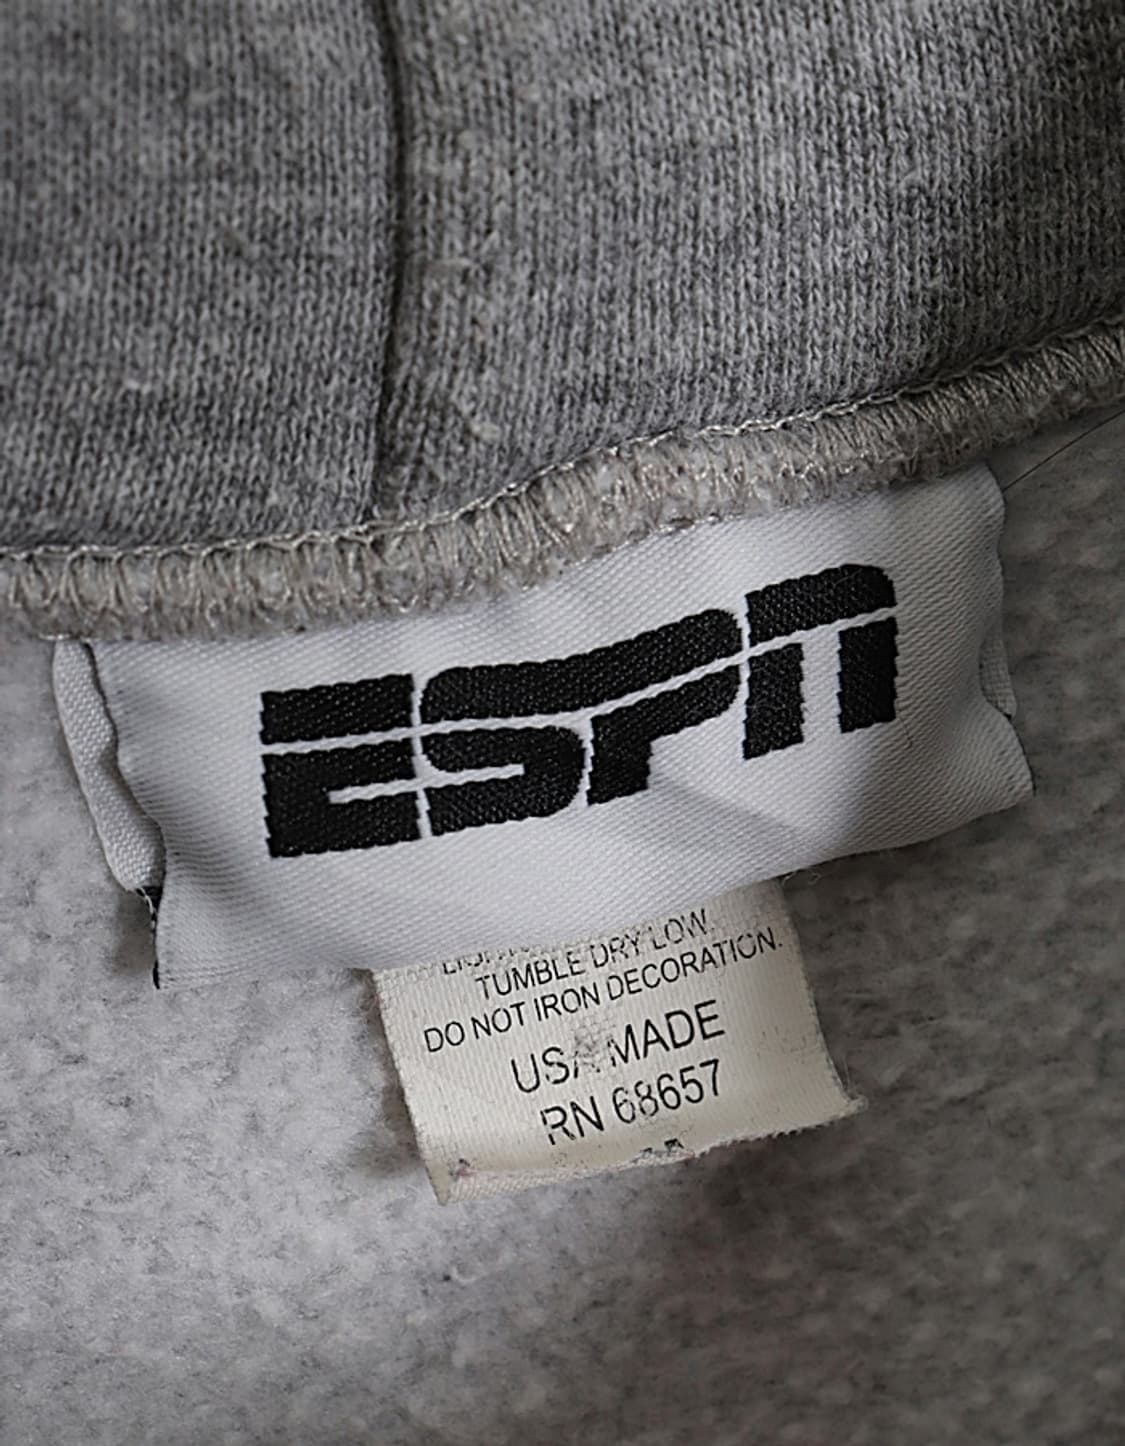 ESPN
TUMBLE DRY LOW.
DO NOT IRON DECORATION.
USA MADE
RN 68657